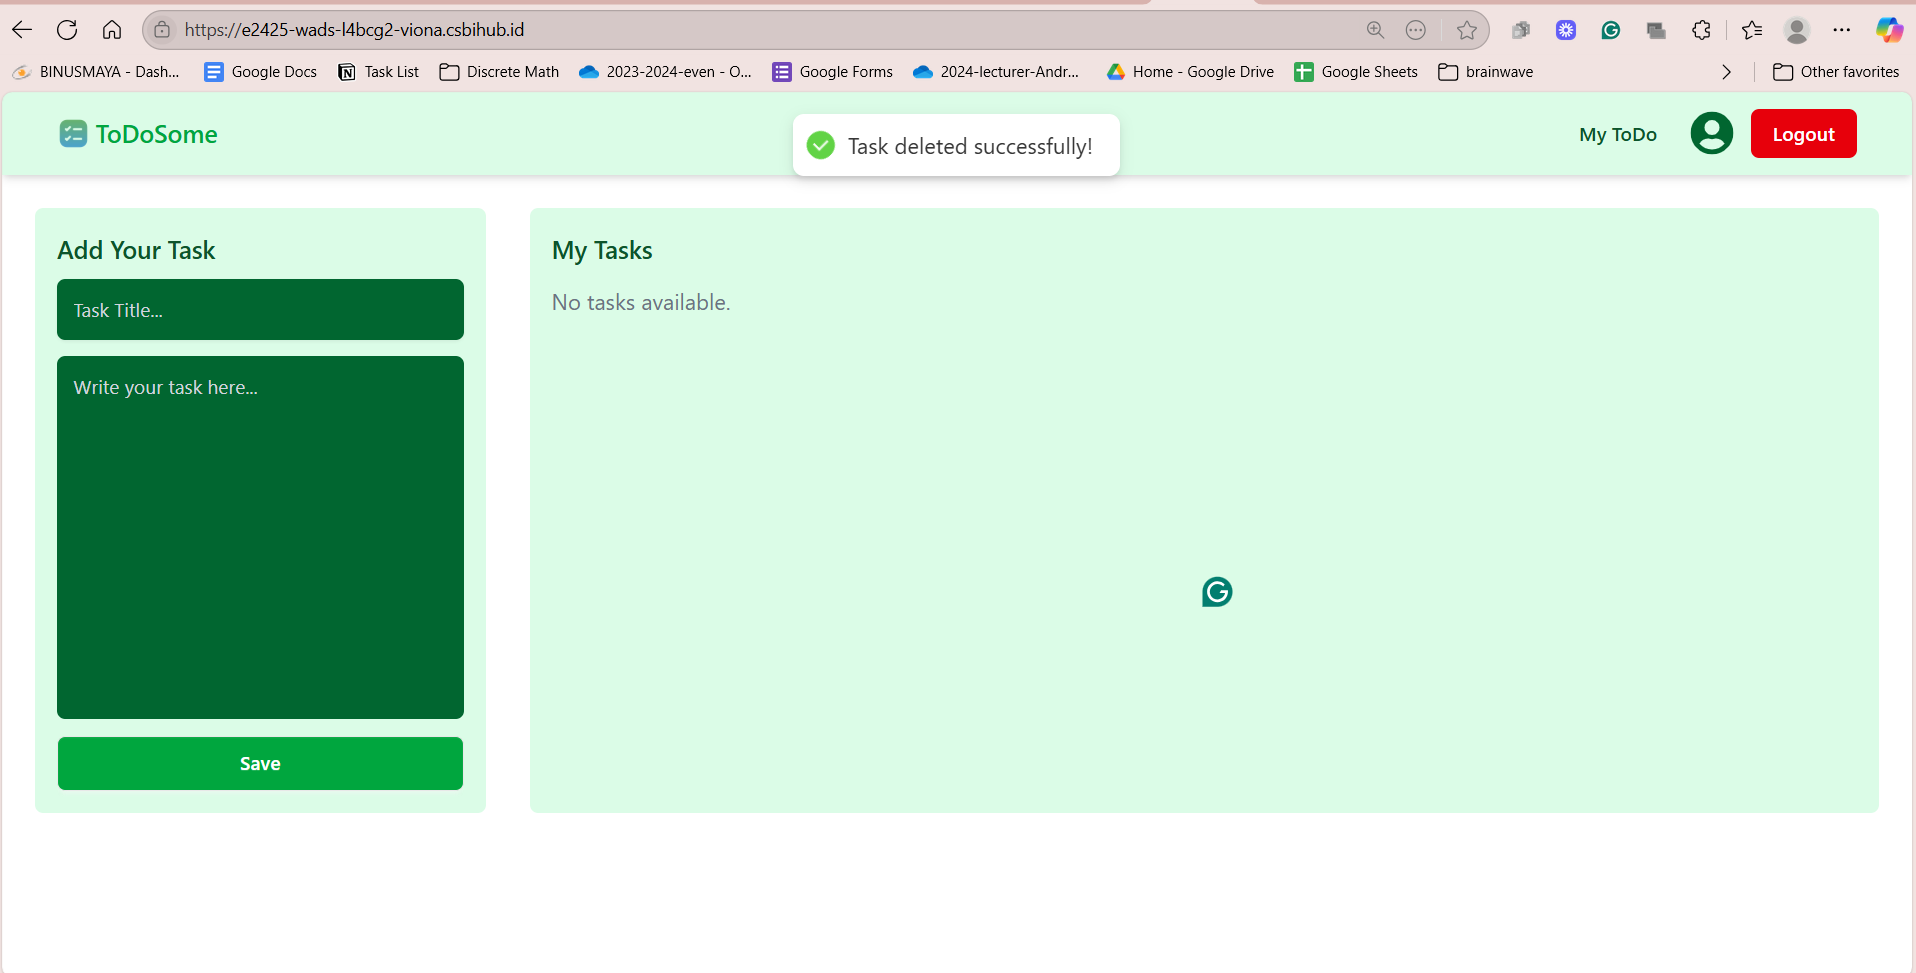 https://e2425-wads-l4bcg2-viona.csbihub.id
BINUSMAYA - Dash...
Google Docs
Task List
Discrete Math
2023-2024-even - O...
Google Forms
2024-lecturer-Andr...
Home - Google Drive
Google Sheets
brainwave
Other favorites
ToDoSome
Task deleted successfully!
My ToDo
Logout
Add Your Task
Task Title...
Write your task here...
Save
My Tasks
No tasks available.